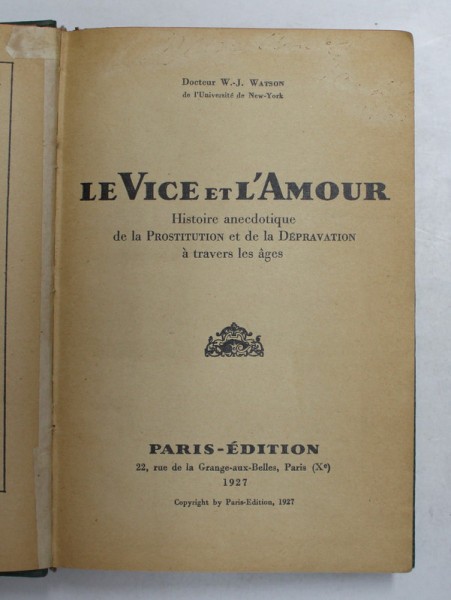 Docteur W.-J. WATSON
de l'Université de New-York
LE VICE ET L'AMOUR
Histoire anecdotique
de la PROSTITUTION et de la DÉPRAVATION
à travers les âges
PARIS-ÉDITION
22, rue de la Grange-aux-Belles, Paris (Xe)
1927
Copyright by Paris-Edition, 1927